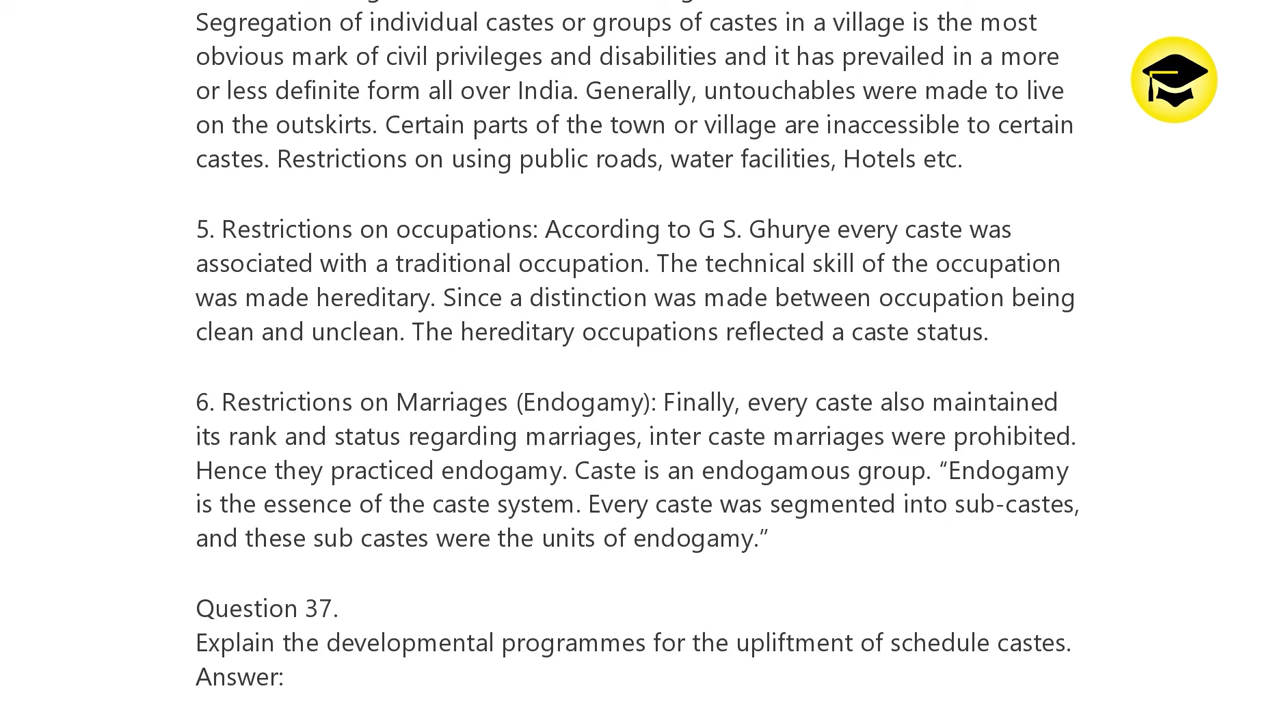 Segregation of individual castes or groups of castes in a village is the most
obvious mark of civil privileges and disabilities and it has prevailed in a more
or less definite form all over India. Generally, untouchables were made to live
on the outskirts. Certain parts of the town or village are inaccessible to certain
castes. Restrictions on using public roads, water facilities, Hotels etc.
5. Restrictions on occupations: According to G S. Ghurye every caste was
associated with a traditional occupation. The technical skill of the occupation
was made hereditary. Since a distinction was made between occupation being
clean and unclean. The hereditary occupations reflected a caste status.
6. Restrictions on Marriages (Endogamy): Finally, every caste also maintained
its rank and status regarding marriages, inter caste marriages were prohibited.
Hence they practiced endogamy. Caste is an endogamous group. “Endogamy
is the essence of the caste system. Every caste was segmented into sub-castes,
and these sub castes were the units of endogamy.”
Question 37.
Explain the developmental programmes for the upliftment of schedule castes.
Answer: